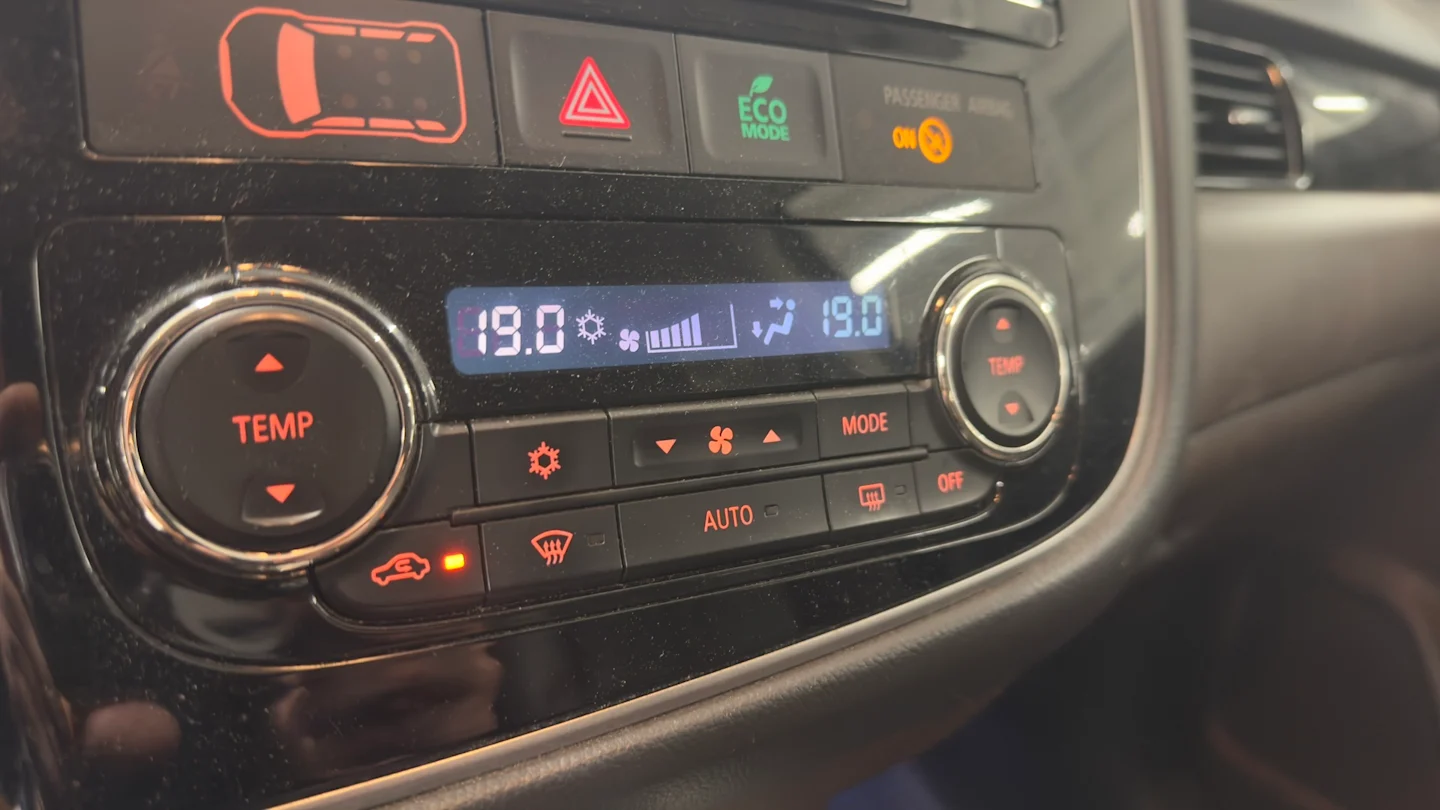 ECO
MODE
PASSENGER AIRBAG
ON
19.0
19.0
TEMP
TEMP
MODE
AUTO
OFF